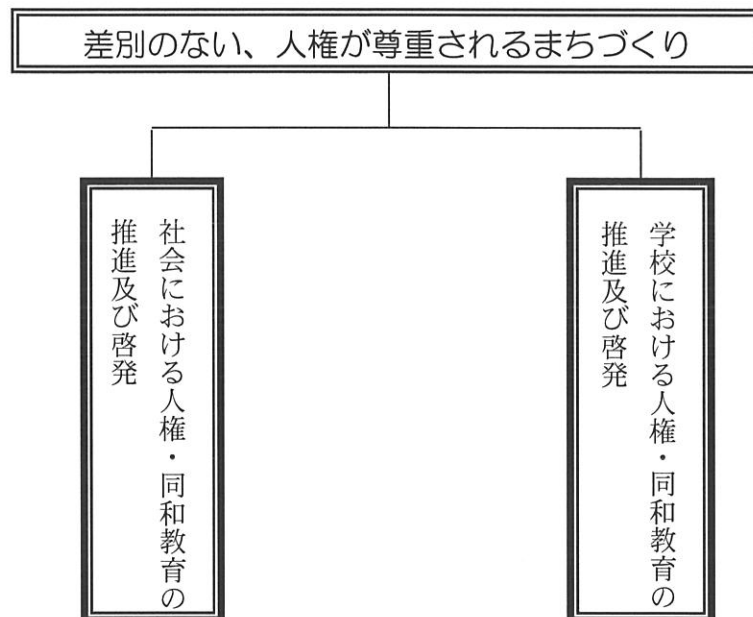 差別のない、人権が尊重されるまちづくり
学校における人権・同和教育の
推進及び啓発
社会における人権・同和教育の
推進及び啓発